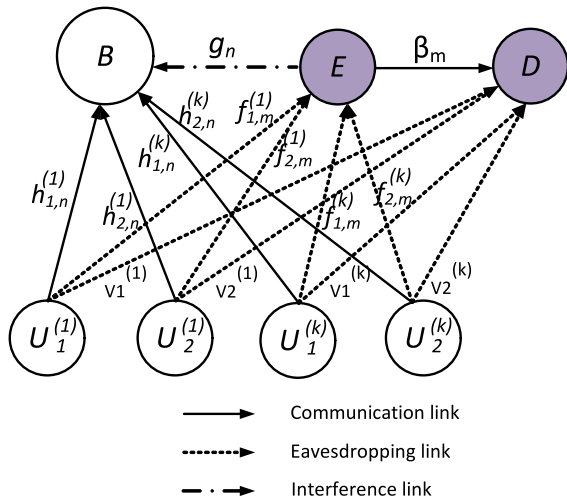 B
g_n
E
β_m
D
h_{2,n}^{(k)}
f_{1,m}^{(1)}
h_{1,n}^{(k)}
f_{2,m}^{(1)}
h_{1,n}^{(1)}
h_{2,n}^{(1)}
f_{1,m}^{(k)}
f_{2,m}^{(k)}
V1^{(1)}
V2^{(1)}
V1^{(k)}
V2^{(k)}
U_1^{(1)}
U_2^{(1)}
U_1^{(k)}
U_2^{(k)}
Communication link
Eavesdropping link
Interference link